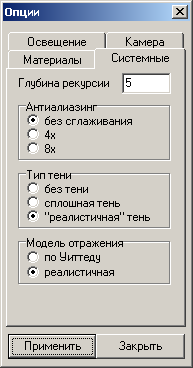 Опции
Освещение Камера
Материалы Системные
Глубина рекурсии 5
Антиалиазинг
без сглаживания
4x
8x
Тип тени
без тени
сплошная тень
"реалистичная" тень
Модель отражения
по Уиттеду
реалистичная
Применить Закрыть